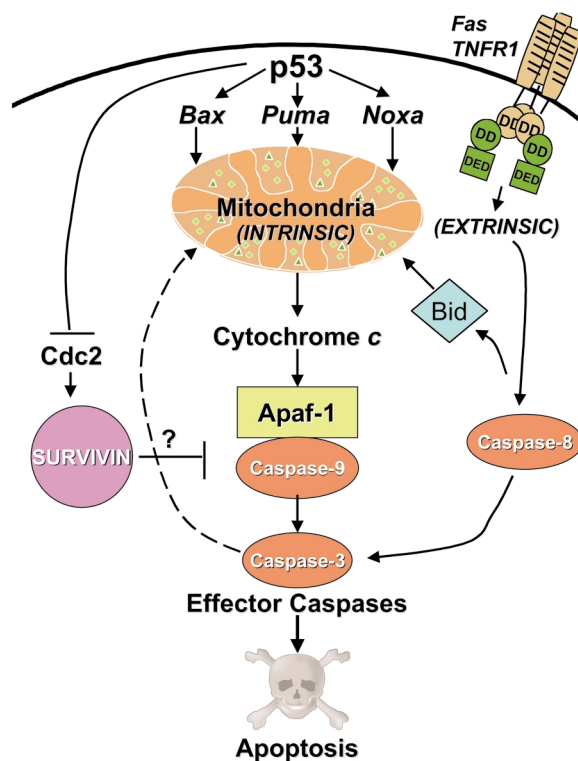 Fas
TNFR1
p53
Bax
Puma
Noxa
DD
DD
DD
DD
DED
DED
Mitochondria
(INTRINSIC)
(EXTRINSIC)
Bid
Cytochrome c
Cdc2
Apaf-1
?
SURVIVIN
Caspase-8
Caspase-9
Caspase-3
Effector Caspases
Apoptosis